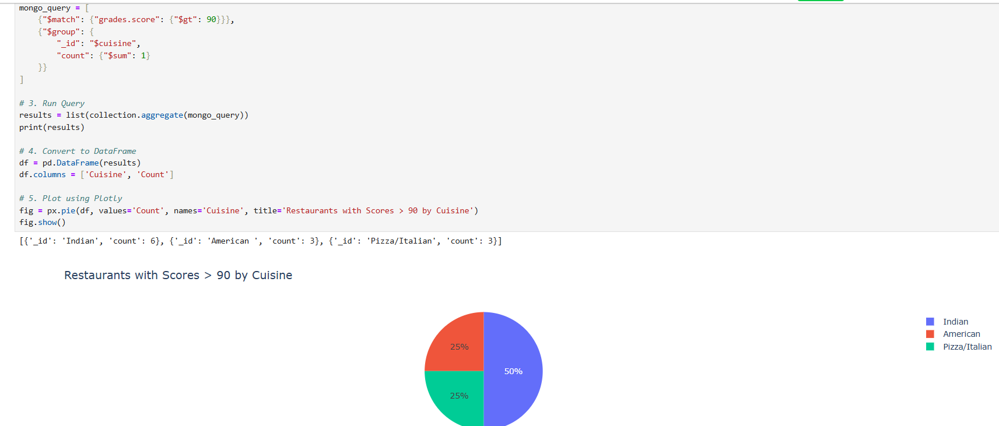 mongo_query = [
    {"$match": {"grades.score": {"$gt": 90}}},
    {"$group": {
        "_id": "$cuisine",
        "count": {"$sum": 1}
    }}
]

# 3. Run Query
results = list(collection.aggregate(mongo_query))
print(results)

# 4. Convert to DataFrame
df = pd.DataFrame(results)
df.columns = ['Cuisine', 'Count']

# 5. Plot using Plotly
fig = px.pie(df, values='Count', names='Cuisine', title='Restaurants with Scores > 90 by Cuisine')
fig.show()
[{'_id': 'Indian', 'count': 6}, {'_id': 'American ', 'count': 3}, {'_id': 'Pizza/Italian', 'count': 3}]
Restaurants with Scores > 90 by Cuisine
Indian
American
Pizza/Italian
25%
50%
25%